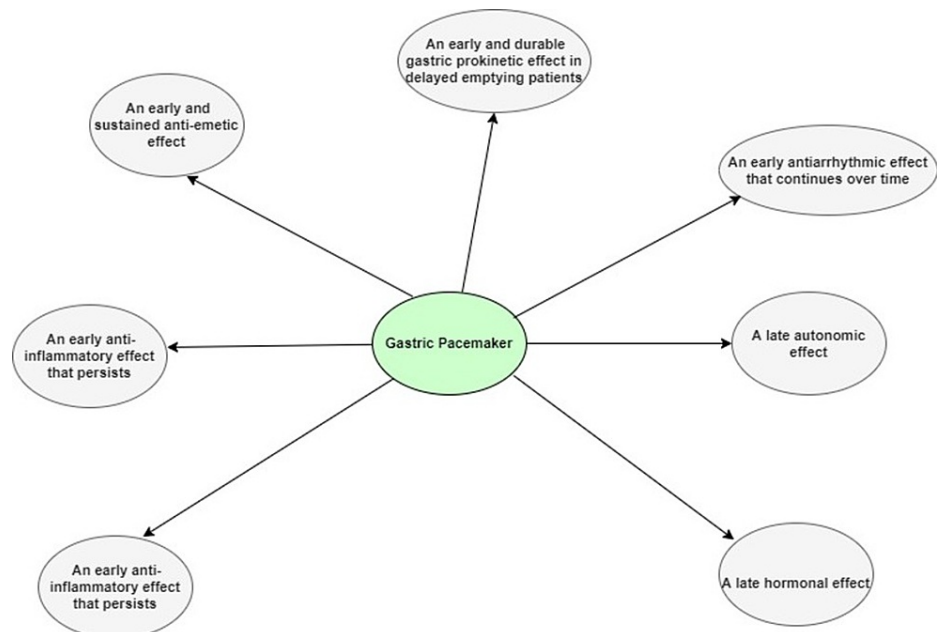 An early and durable
gastric prokinetic effect in
delayed emptying patients
An early and
sustained anti-emetic
effect
An early antiarrhythmic effect
that continues over time
Gastric Pacemaker
An early anti-
inflammatory effect
that persists
A late autonomic
effect
An early anti-
inflammatory effect
that persists
A late hormonal effect